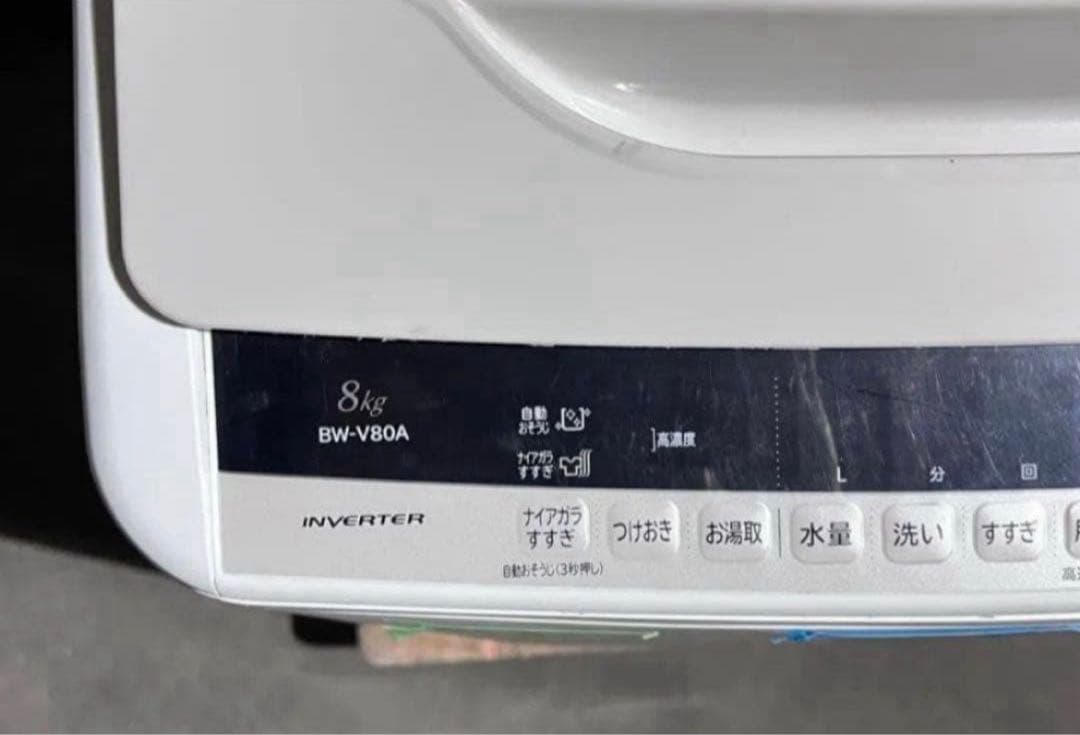 8kg
BW-V80A
自動
おそうじ
ナイアガラ
すすぎ
高濃度
L
分
回
INVERTER
ナイアガラ
すすぎ
つけおき
お湯取
水量
洗い
すすぎ
自動おそうじ(3秒押し)